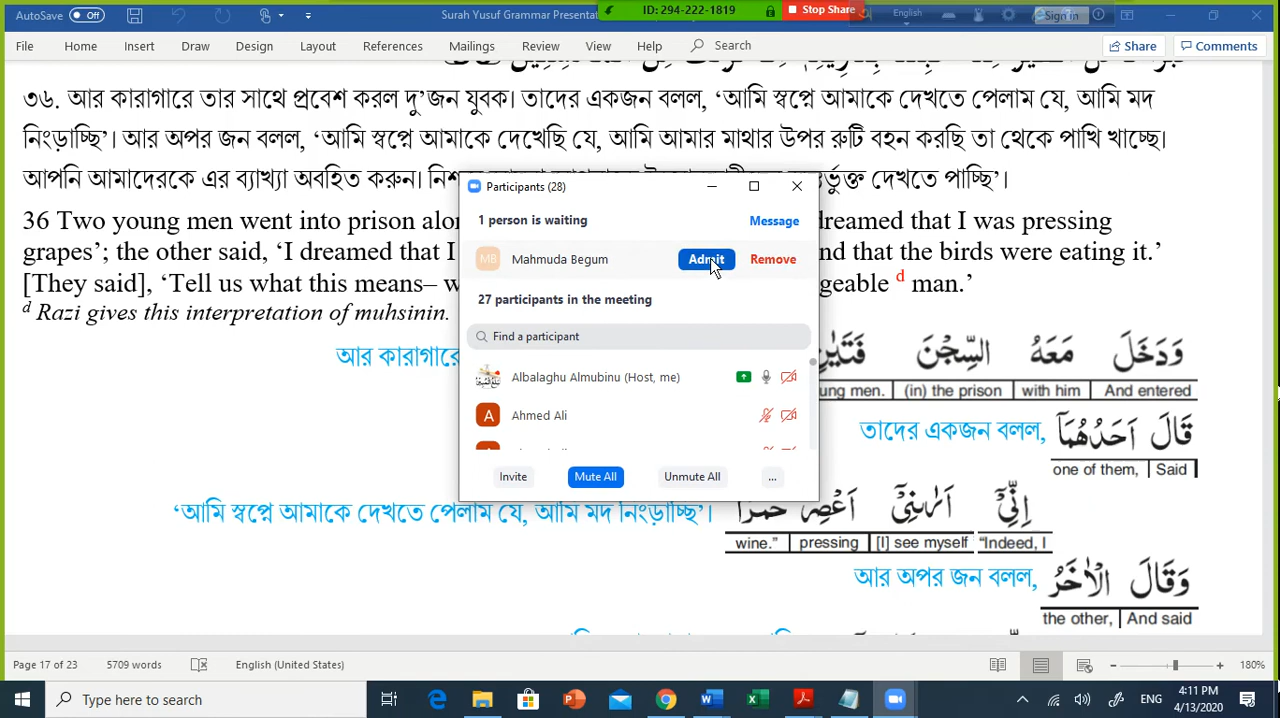 AutoSave Off
Surah Yusuf Grammar Presentat
ID: 294-222-1819
Stop Share
English
Sign in
File Home Insert Draw Design Layout References Mailings Review View Help Search
Share Comments
৩৬. আর কারাগারে তার সাথে প্রবেশ করল দু'জন যুবক। তাদের একজন বলল, ‘আমি স্বপ্নে আমাকে দেখতে পেলাম যে, আমি মদ
নিংড়াচ্ছি’। আর অপর জন বলল, ‘আমি স্বপ্নে আমাকে দেখেছি যে, আমি আমার মাথার উপর রুটি বহন করছি তা থেকে পাখি খাচ্ছে।
আপনি আমাদেরকে এর ব্যাখ্যা অবহিত করুন। দেখতে পাচ্ছি’।
36 Two young men went into prison dreamed that I was pressing
grapes’; the other said, ‘I dreamed that I and that the birds were eating it.’
[They said], ‘Tell us what this means– geable d man.’
d Razi gives this interpretation of muhsinin.
Participants (28)
1 person is waiting
Message
MB Mahmuda Begum Admit Remove
27 participants in the meeting
Find a participant
Albalaghu Almubinu (Host, me)
A Ahmed Ali
Invite Mute All Unmute All ...
আর কারাগারে
وَدَخَلَ مَعَهُ السِّجْنَ فَتَيٰنِ
ung men. (in) the prison with him And entered
তাদের একজন বলল,
قَالَ اَحَدُهُمَاۤ
one of them, Said
‘আমি স্বপ্নে আমাকে দেখতে পেলাম যে, আমি মদ নিংড়াচ্ছি’।
اِنِّیْۤ اَرٰىنِیْۤ اَعْصِرُ خَمْرًا
wine.” pressing [I] see myself “Indeed, I
আর অপর জন বলল,
وَقَالَ الْاٰخَرُ
the other, And said
Page 17 of 23 5709 words English (United States) 180%
Type here to search
ENG
4:11 PM
4/13/2020